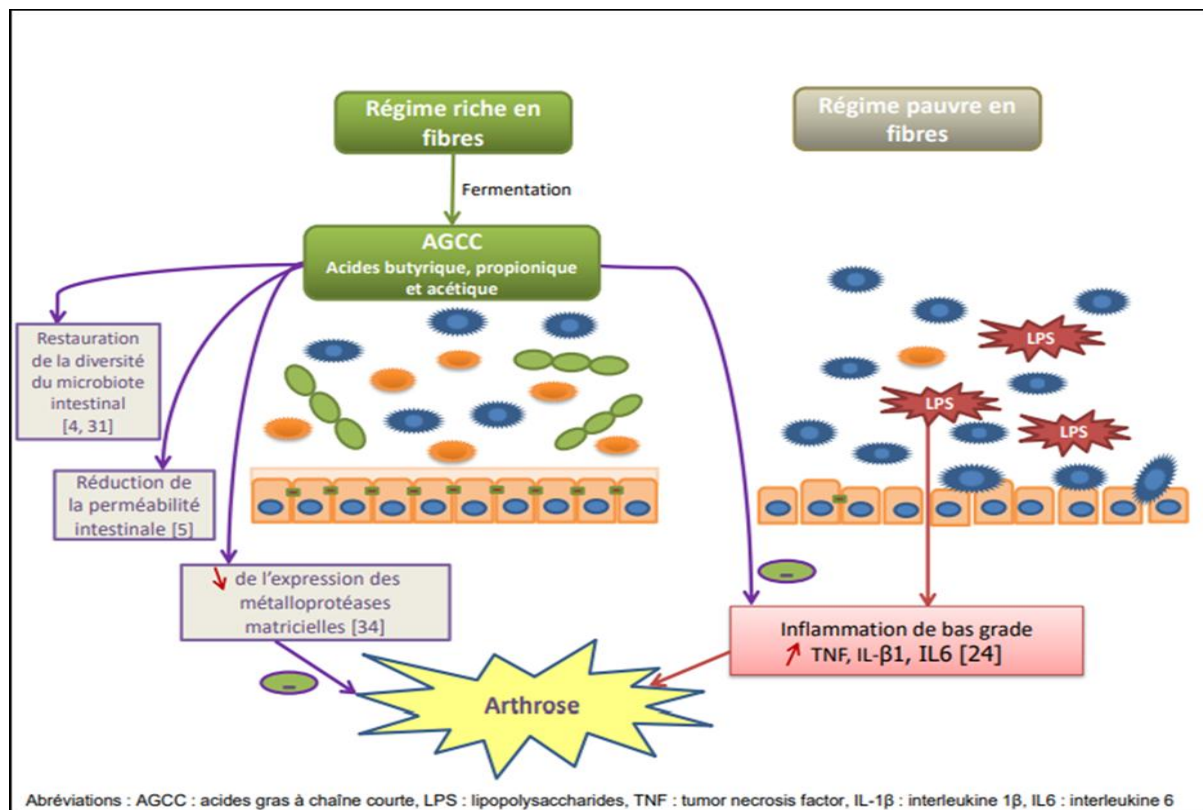 Régime riche en
fibres
Régime pauvre en
fibres
Fermentation
AGCC
Acides butyrique, propionique
et acétique
Restauration
de la diversité
du microbiote
intestinal
[4, 31]
LPS
LPS
LPS
Réduction de
la perméabilité
intestinale [5]
de l’expression des
métalloprotéases
matricielles [34]
Inflammation de bas grade
TNF, IL-β1, IL6 [24]
Arthrose
Abréviations : AGCC : acides gras à chaîne courte, LPS : lipopolysaccharides, TNF : tumor necrosis factor, IL-1β : interleukine 1β, IL6 : interleukine 6